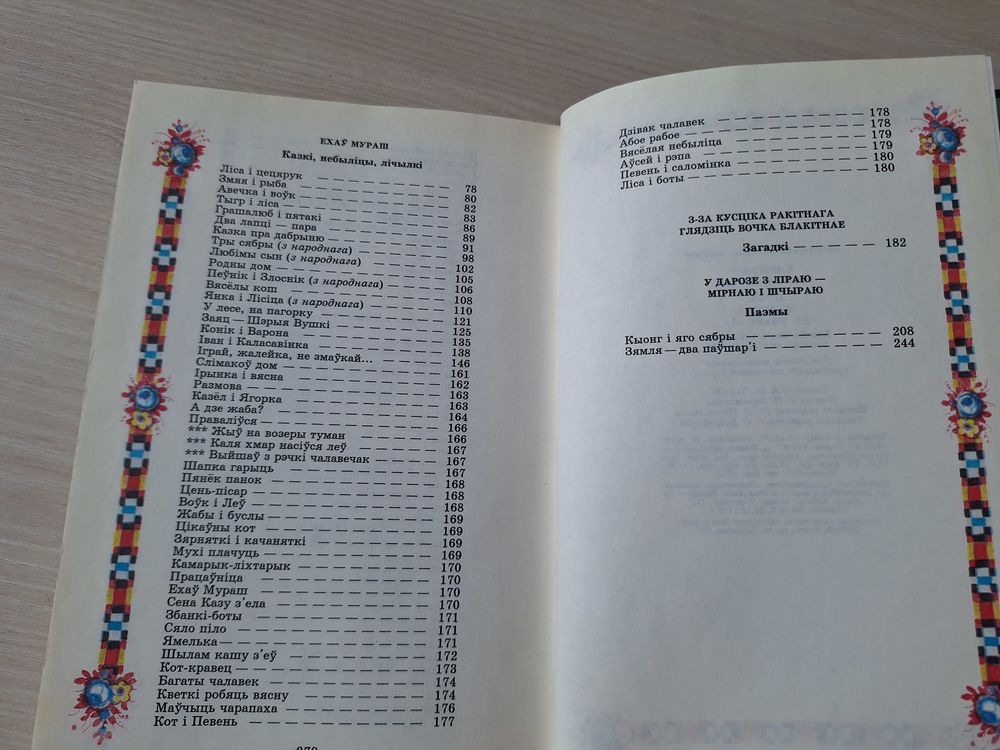 ЕХАЎ МУРАШ
Казкі, небыліцы, лічылкі
Ліса і цецярук — 78
Змяя і рыба — 80
Авечка і воўк — 82
Тыгр і ліса — 83
Грашалюб і пятакі — 86
Два лапці — пара — 89
Казка пра дабрыню — 91
Тры сябры (з народнага) — 98
Любімы сын (з народнага) — 102
Родны дом — 105
Пеўнік і Злоснік (з народнага) — 106
Вясёлы кош — 108
Янка і Лісіца (з народнага) — 110
У лесе, на пагорку — 121
Заяц — Шэрыя Вушкі — 125
Конік і Варона — 135
Іван і Каласавінка — 138
Іграй, жалейка, не змаўкай... — 146
Слімакоў дом — 161
Ірынка і вясна — 162
Размова — 163
Казёл і Ягорка — 163
А дзе жаба? — 164
Праваліўся — 166
*** Жыў на возеры туман — 166
*** Каля хмар насіўся леў — 167
*** Выйшаў з рэчкі чалавечак — 167
Шапка гарыць — 167
Пянёк панок — 168
Цень-пісар — 168
Воўк і Леў — 168
Жабы і буслы — 169
Цікаўны кот — 169
Зярняткі і качаняткі — 169
Мухі плачуць — 169
Камарык-ліхтарык — 170
Працаўніца — 170
Ехаў Мураш — 170
Сена Казу з'ела — 170
Збанкі-боты — 171
Сяло піло — 171
Ямелька — 171
Шылам кашу з'еў — 172
Кот-кравец — 173
Багаты чалавек — 174
Кветкі робяць вясну — 174
Маўчыць чарапаха — 176
Кот і Певень — 177
Дзівак чалавек — 178
Абое рабое — 178
Вясёлая небыліца — 179
Аўсей і рэпа — 179
Певень і саломінка — 180
Ліса і боты — 180
З-ЗА КУСЦІКА РАКІТНАГА
ГЛЯДЗІЦЬ ВОЧКА БЛАКІТНАЕ
Загадкі — 182
У ДАРОЗЕ З ЛІРАЮ —
МІРНАЮ І ШЧЫРАЮ
Паэмы
Кыонг і яго сябры — 208
Зямля — два паўшар'і — 244